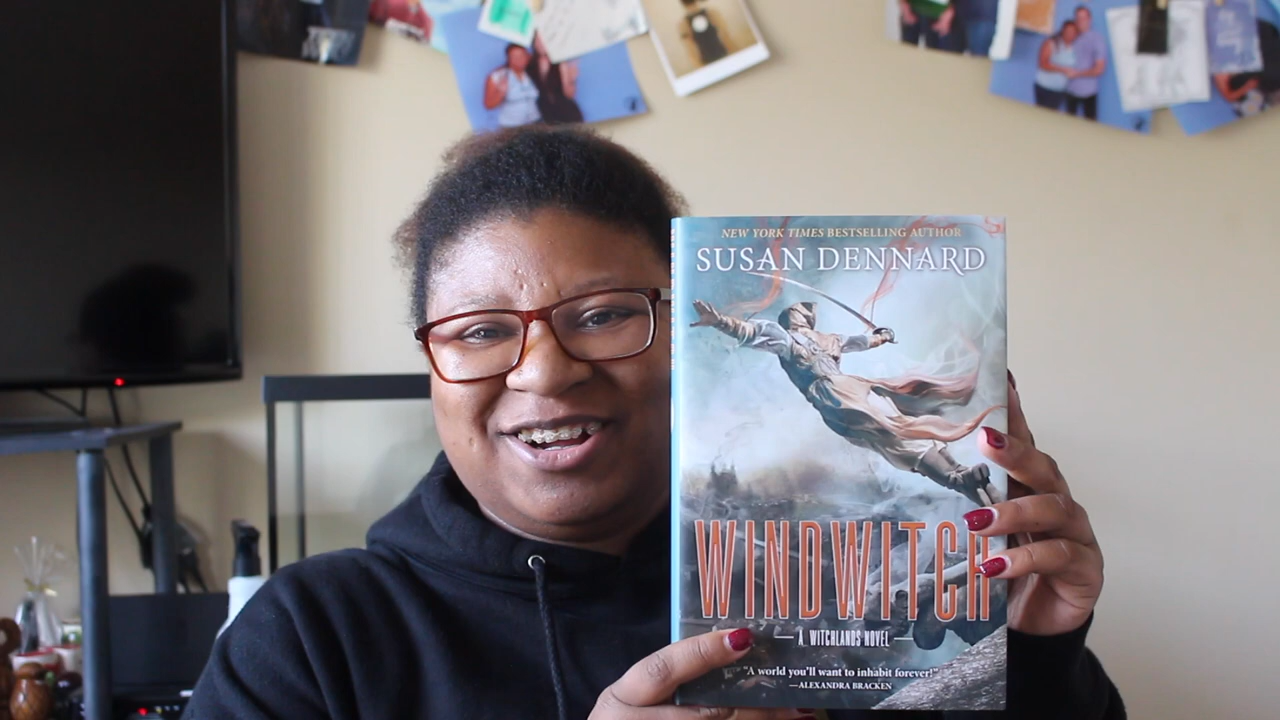 NEW YORK TIMES BESTSELLING AUTHOR
SUSAN DENNARD
WINDWITCH
A WITCHLANDS NOVEL
"A world you'll want to inhabit forever!"
—ALEXANDRA BRACKEN